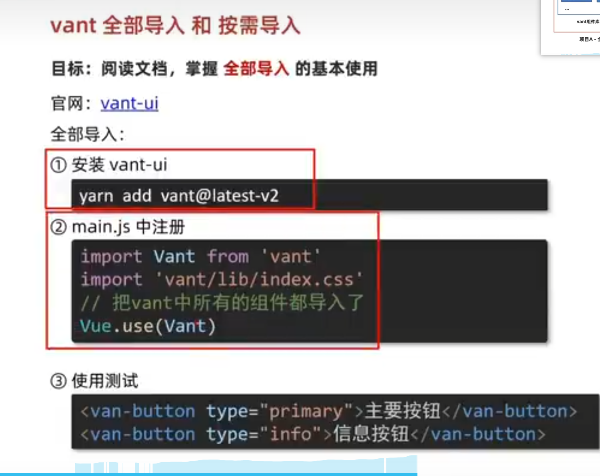 vant 全部导入 和 按需导入
目标：阅读文档，掌握 全部导入 的基本使用
官网：vant-ui
全部导入：
① 安装 vant-ui
yarn add vant@latest-v2
② main.js 中注册
import Vant from 'vant'
import 'vant/lib/index.css'
// 把vant中所有的组件都导入了
Vue.use(Vant)
③ 使用测试
<van-button type="primary">主要按钮</van-button>
<van-button type="info">信息按钮</van-button>